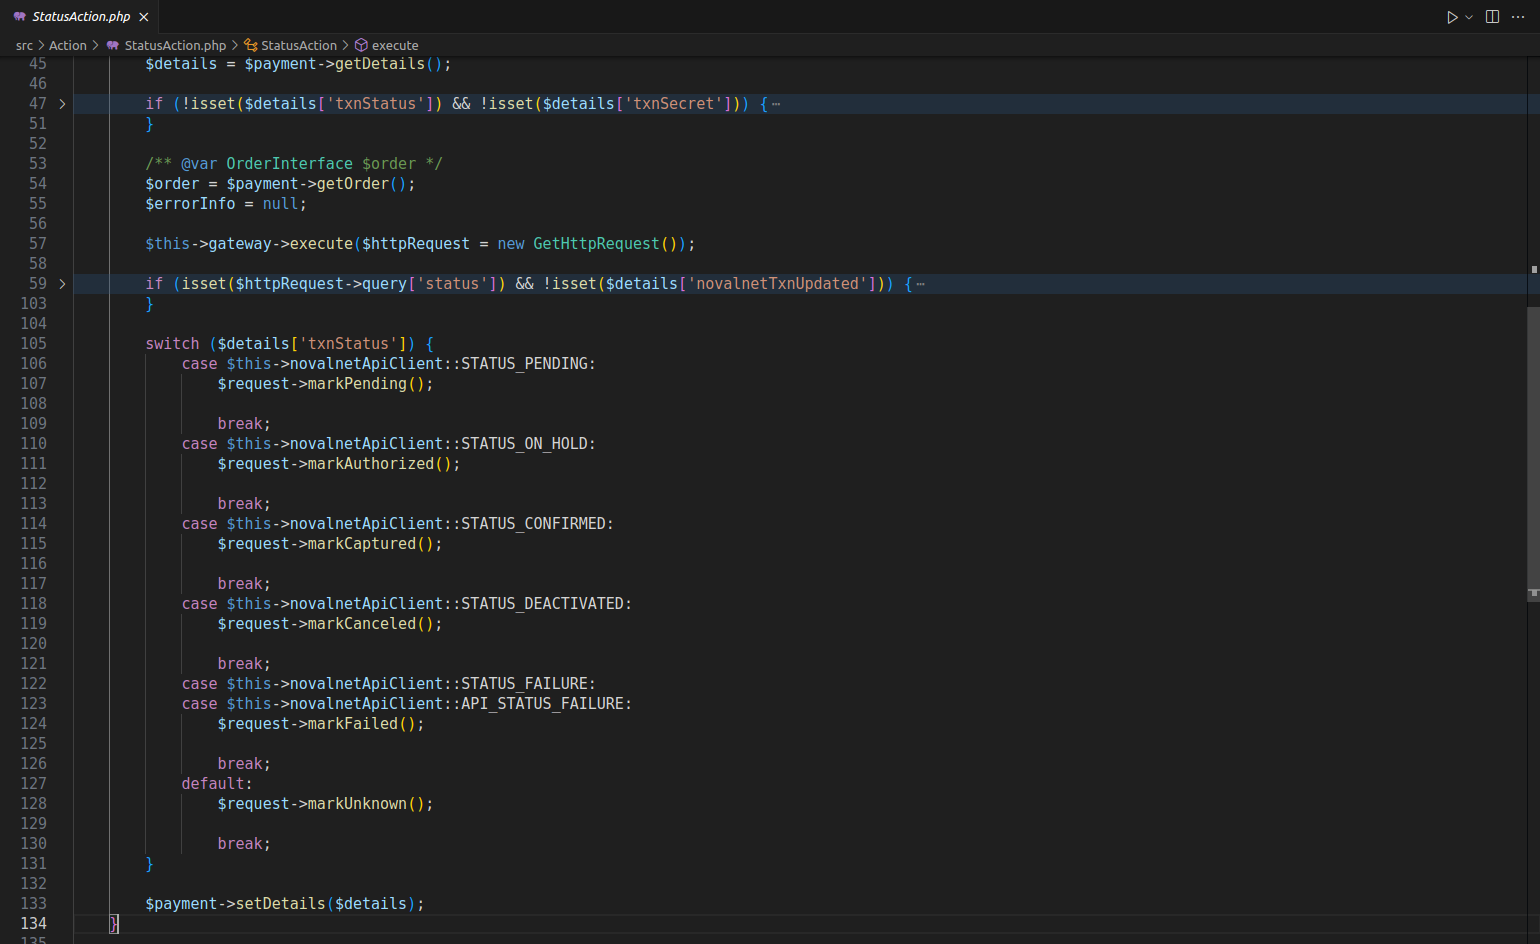 StatusAction.php
src > Action > StatusAction.php > StatusAction > execute
45 $details = $payment->getDetails();
46
47 if (!isset($details['txnStatus']) && !isset($details['txnSecret'])) {⋯
51 }
52
53 /** @var OrderInterface $order */
54 $order = $payment->getOrder();
55 $errorInfo = null;
56
57 $this->gateway->execute($httpRequest = new GetHttpRequest());
58
59 if (isset($httpRequest->query['status']) && !isset($details['novalnetTxnUpdated'])) {⋯
103 }
104
105 switch ($details['txnStatus']) {
106 case $this->novalnetApiClient::STATUS_PENDING:
107 $request->markPending();
108
109 break;
110 case $this->novalnetApiClient::STATUS_ON_HOLD:
111 $request->markAuthorized();
112
113 break;
114 case $this->novalnetApiClient::STATUS_CONFIRMED:
115 $request->markCaptured();
116
117 break;
118 case $this->novalnetApiClient::STATUS_DEACTIVATED:
119 $request->markCanceled();
120
121 break;
122 case $this->novalnetApiClient::STATUS_FAILURE:
123 case $this->novalnetApiClient::API_STATUS_FAILURE:
124 $request->markFailed();
125
126 break;
127 default:
128 $request->markUnknown();
129
130 break;
131 }
132
133 $payment->setDetails($details);
134 }
135